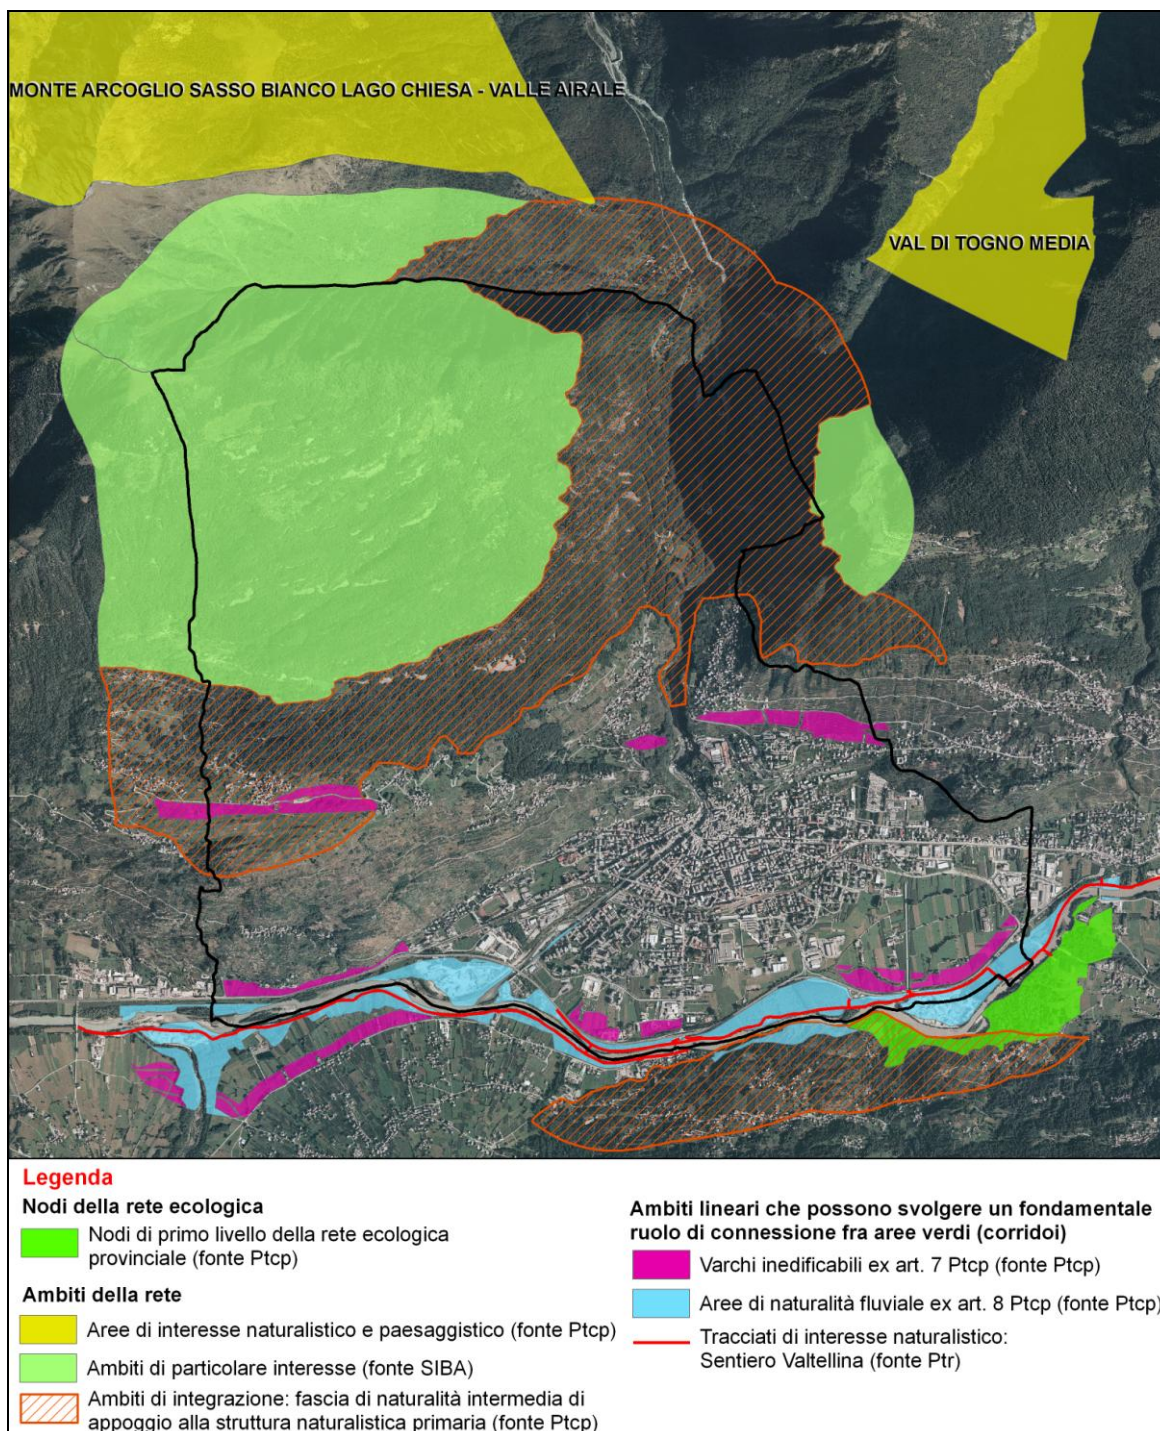 MONTE ARCOGLIO SASSO BIANCO LAGO CHIESA - VALLE AIRALE
VAL DI TOGNO MEDIA
Legenda
Nodi della rete ecologica
Nodi di primo livello della rete ecologica
provinciale (fonte Ptcp)
Ambiti della rete
Aree di interesse naturalistico e paesaggistico (fonte Ptcp)
Ambiti di particolare interesse (fonte SIBA)
Ambiti di integrazione: fascia di naturalità intermedia di
appoggio alla struttura naturalistica primaria (fonte Ptcp)
Ambiti lineari che possono svolgere un fondamentale
ruolo di connessione fra aree verdi (corridoi)
Varchi inedificabili ex art. 7 Ptcp (fonte Ptcp)
Aree di naturalità fluviale ex art. 8 Ptcp (fonte Ptcp)
Tracciati di interesse naturalistico:
Sentiero Valtellina (fonte Ptr)